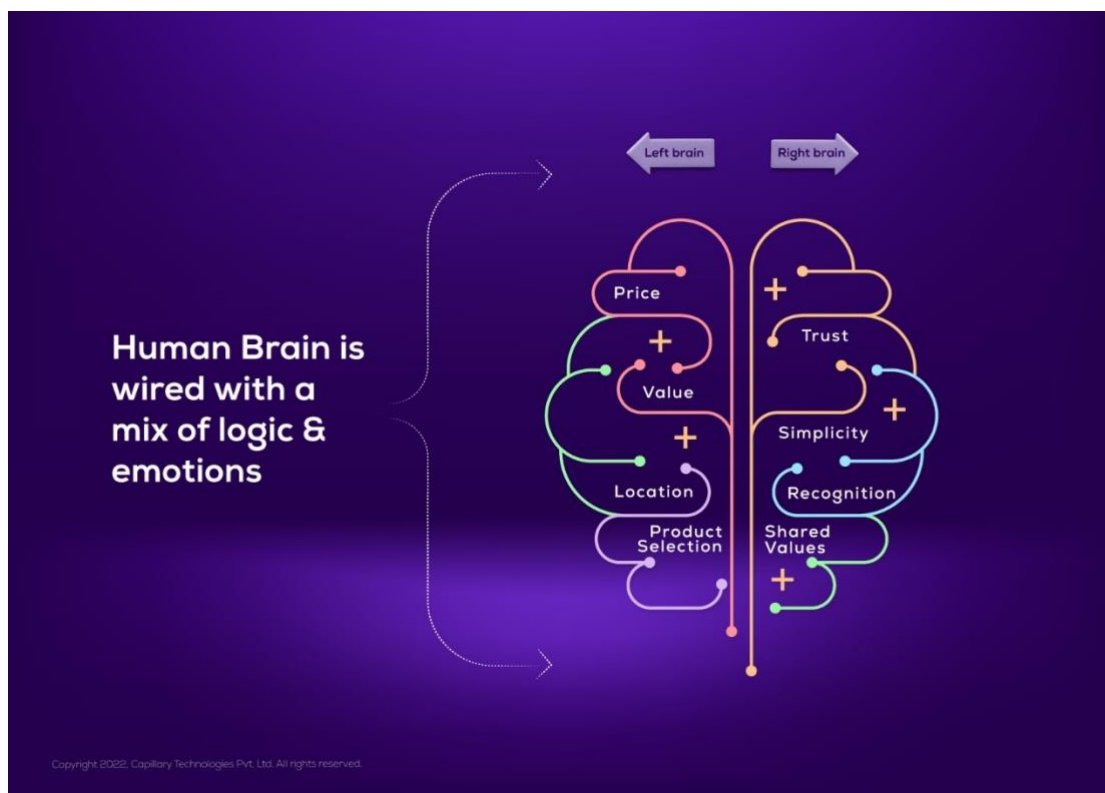 Left brain
Right brain
Human Brain is
wired with a
mix of logic &
emotions
Price
+
Value
+
Location
Product
Selection
+
Trust
+
Simplicity
Recognition
Shared
Values
+
Copyright 2022, Capillary Technologies Pvt. Ltd. All rights reserved.